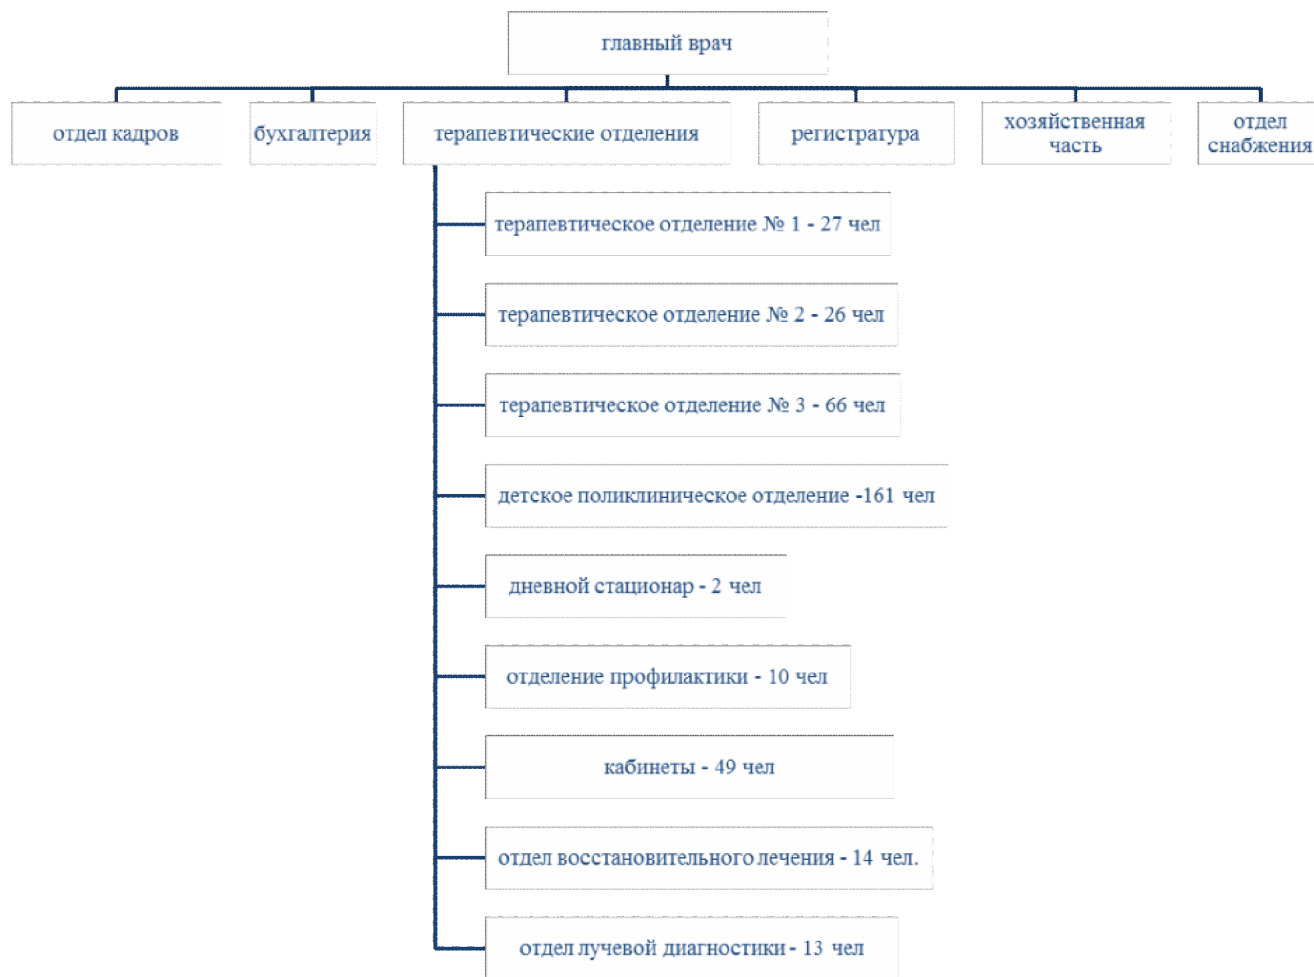 главный врач
отдел кадров
бухгалтерия
терапевтические отделения
регистратура
хозяйственная
часть
отдел
снабжения
терапевтическое отделение № 1 - 27 чел
терапевтическое отделение № 2 - 26 чел
терапевтическое отделение № 3 - 66 чел
детское поликлиническое отделение -161 чел
дневной стационар - 2 чел
отделение профилактики - 10 чел
кабинеты - 49 чел
отдел восстановительного лечения - 14 чел.
отдел лучевой диагностики - 13 чел